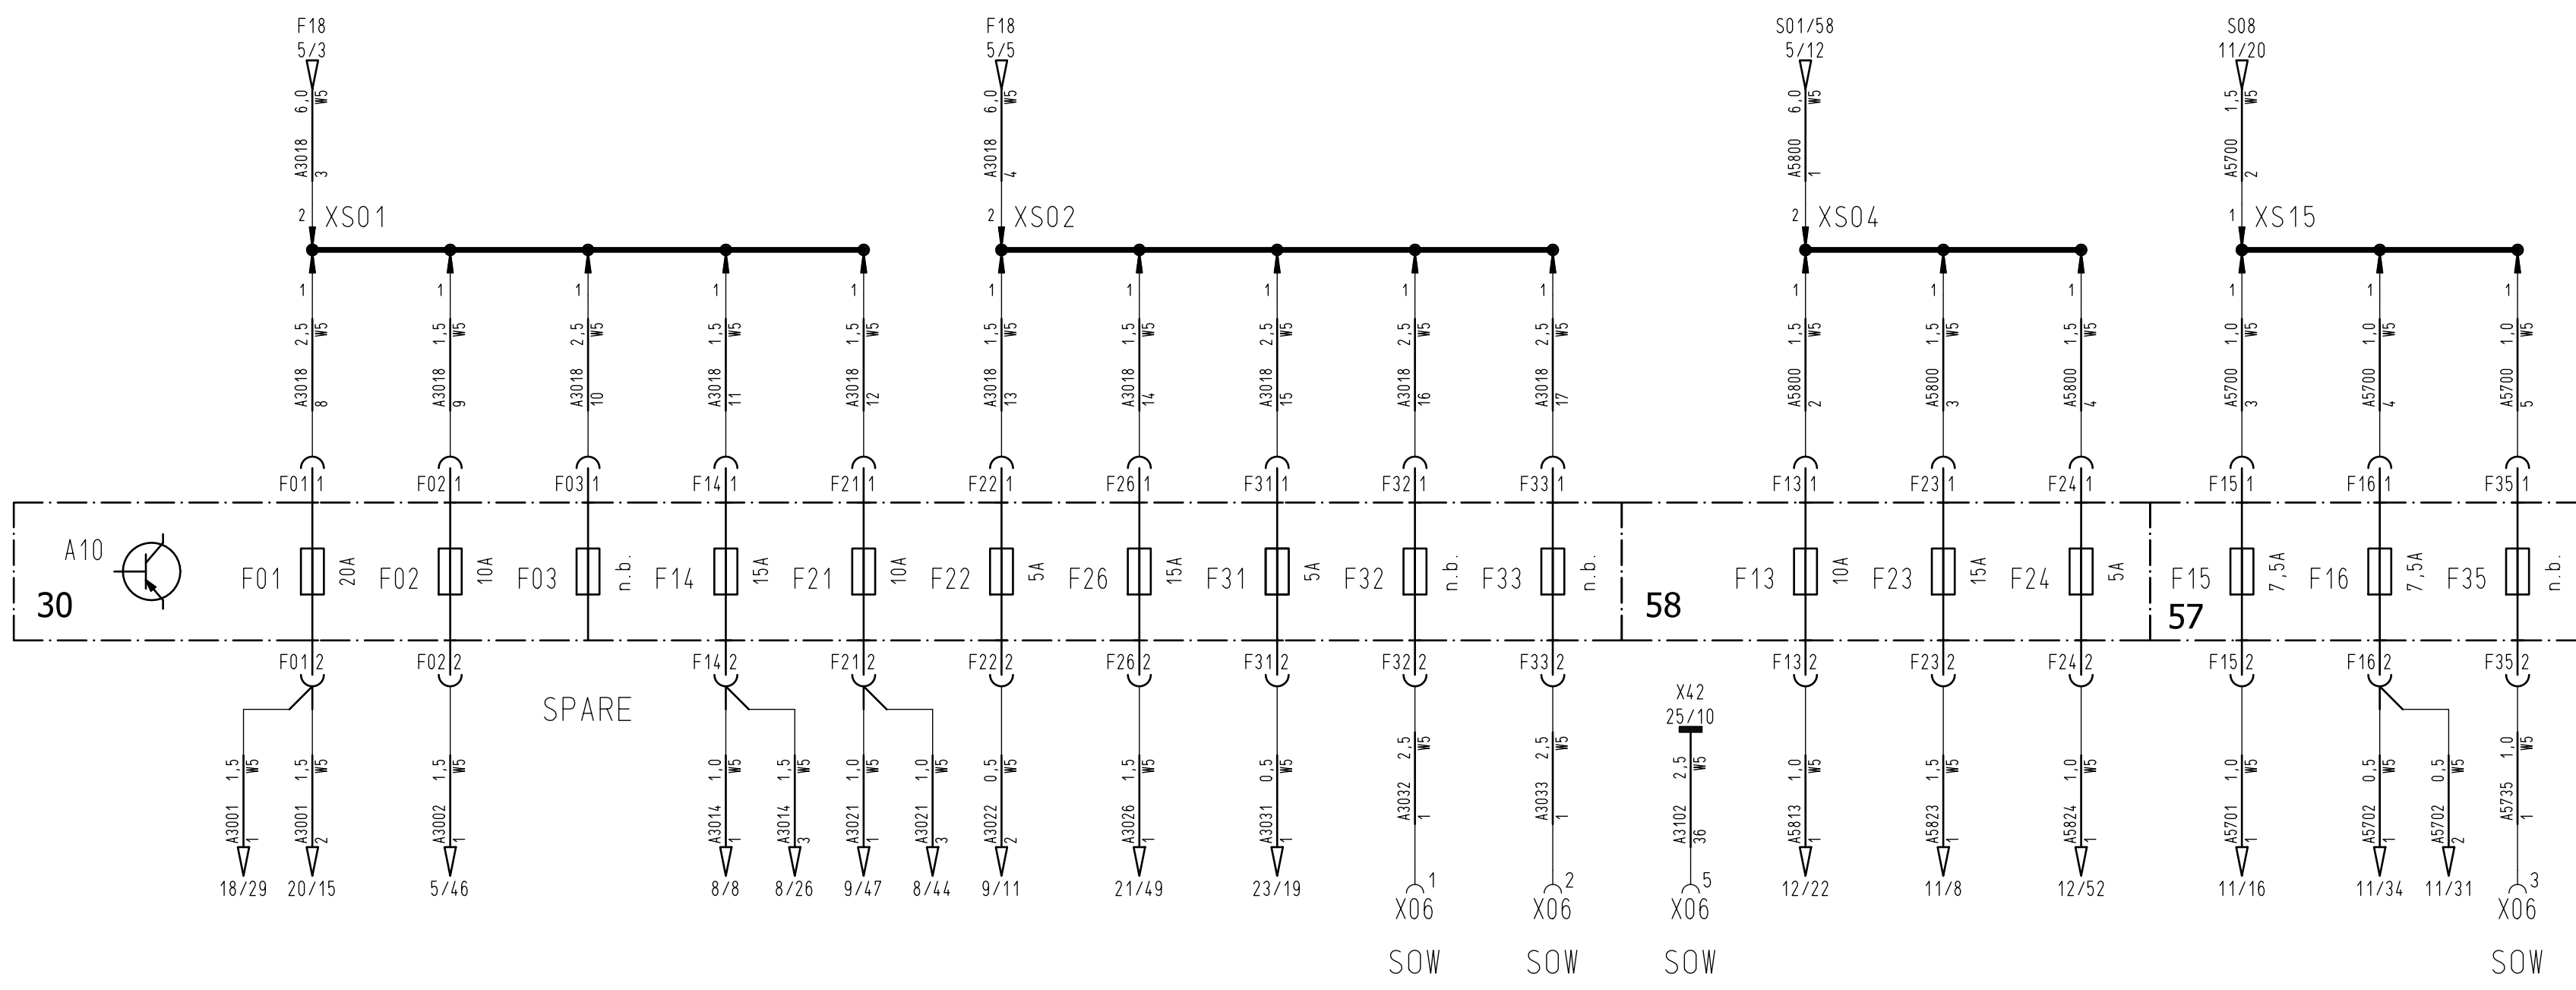 F18 F18 S01/58 S08
5/3 5/5 5/12 11/20
6,0 W5 6,0 W5 6,0 W5 1,5 W5
A3018 3 A3018 4 A5800 1 A5700 2
2 XS01 2 XS02 2 XS04 1 XS15
1 1 1 1 1 1 1 1 1 1 1 1 1 1 1 1
2,5 W5 1,5 W5 2,5 W5 1,5 W5 1,5 W5 1,5 W5 1,5 W5 2,5 W5 2,5 W5 2,5 W5 1,5 W5 1,5 W5 1,5 W5 1,0 W5 1,0 W5 1,0 W5
A3018 8 A3018 9 A3018 10 A3018 11 A3018 12 A3018 13 A3018 14 A3018 15 A3018 16 A3018 17 A5800 2 A5800 3 A5800 4 A5700 3 A5700 4 A5700 5
F01 1 F02 1 F03 1 F14 1 F21 1 F22 1 F26 1 F31 1 F32 1 F33 1 F13 1 F23 1 F24 1 F15 1 F16 1 F35 1
A10 F01 20A F02 10A F03 n.b. F14 15A F21 10A F22 5A F26 15A F31 5A F32 n.b. F33 n.b. F13 10A F23 15A F24 5A F15 7,5A F16 7,5A F35 n.b.
30 58 57
F01 2 F02 2 F14 2 F21 2 F22 2 F26 2 F31 2 F32 2 F33 2 F13 2 F23 2 F24 2 F15 2 F16 2 F35 2
SPARE X42
25/10
1,5 W5 1,5 W5 1,5 W5 1,0 W5 1,5 W5 1,0 W5 1,0 W5 0,5 W5 1,5 W5 0,5 W5 2,5 W5 2,5 W5 2,5 W5 1,0 W5 1,5 W5 1,0 W5 1,0 W5 0,5 W5 0,5 W5 1,0 W5
A3001 1 A3001 2 A3002 1 A3014 1 A3014 3 A3021 1 A3021 3 A3022 2 A3026 1 A3031 1 A3032 1 A3033 1 A3102 36 A5813 1 A5823 1 A5824 1 A5701 1 A5702 1 A5702 2 A5735 1
18/29 20/15 5/46 8/8 8/26 9/47 8/44 9/11 21/49 23/19 1 2 5 12/22 11/8 12/52 11/16 11/34 11/31 3
X06 X06 X06 X06
SOW SOW SOW SOW